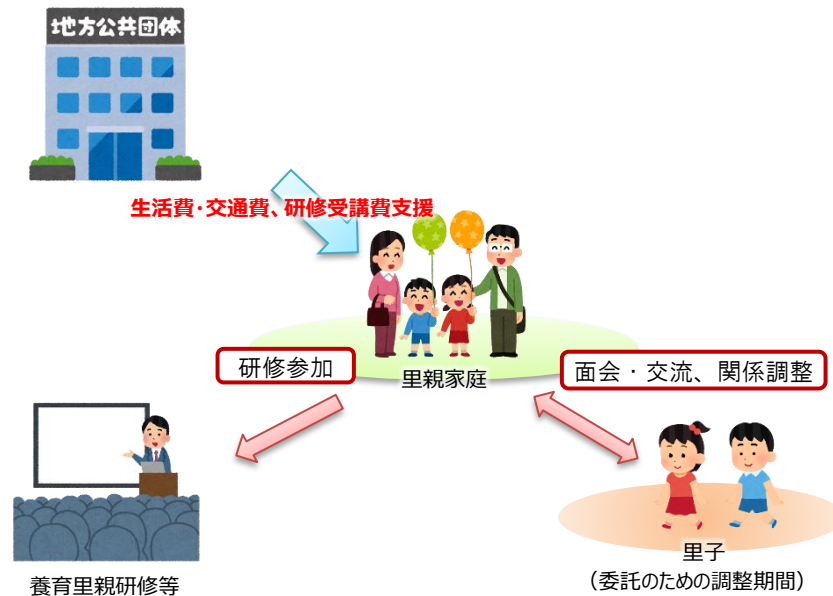 地方公共団体
生活費・交通費、研修受講費支援
研修参加
里親家庭
面会・交流、関係調整
養育里親研修等
里子
（委託のための調整期間）